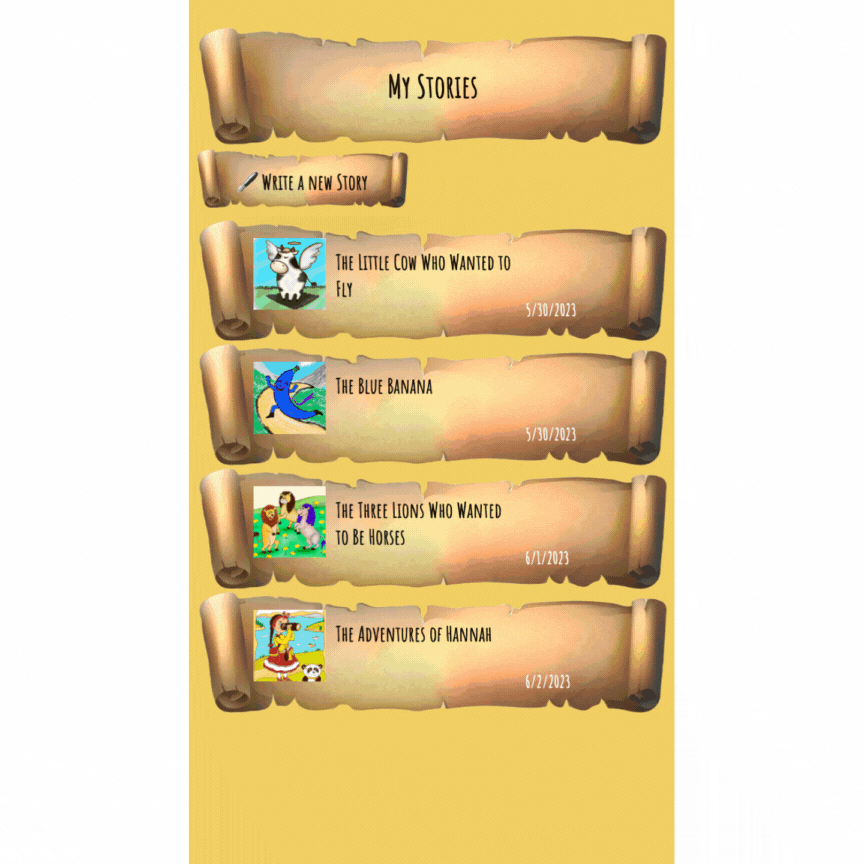 My Stories
Write a new Story
The Little Cow Who Wanted to
Fly
5/30/2023
The Blue Banana
5/30/2023
The Three Lions Who Wanted
to Be Horses
6/1/2023
The Adventures of Hannah
6/2/2023